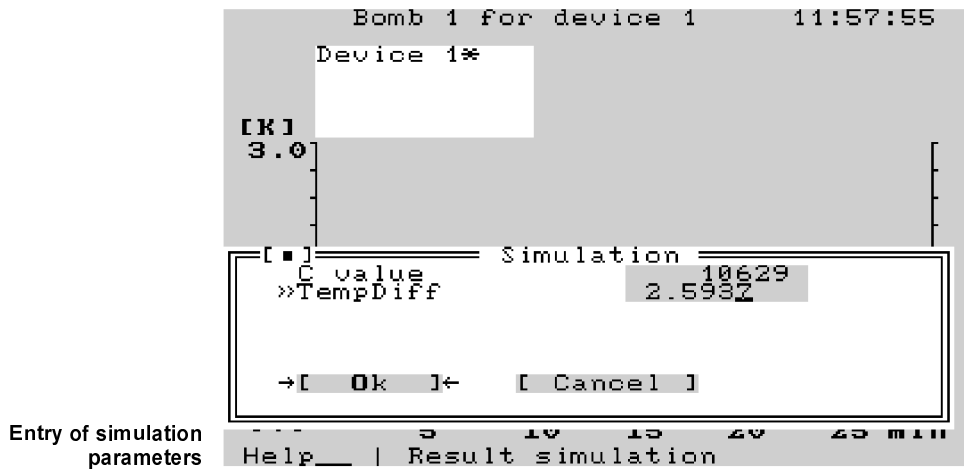 Bomb 1 for device 1 11:57:55
Device 1*
[K]
3.0
[■] Simulation
C value 10629
»TempDiff 2.5937
→[ Ok ]← [ Cancel ]
5 10 15 20 25 min
Entry of simulation
parameters
Help__ | Result simulation